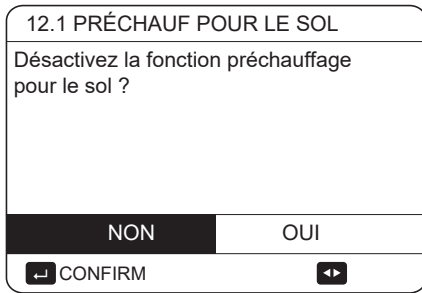 12.1 PRÉCHAUF POUR LE SOL
Désactivez la fonction préchauffage
pour le sol ?
NON OUI
CONFIRM